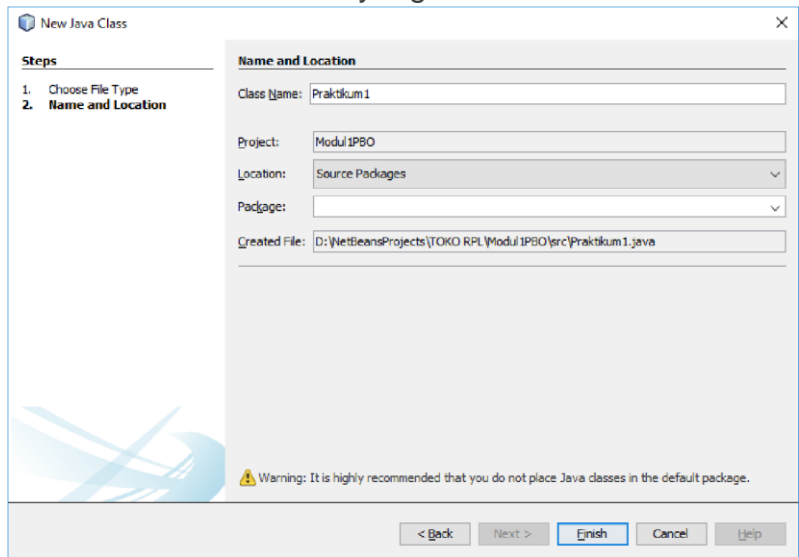 New Java Class
Steps
1. Choose File Type
2. Name and Location
Name and Location
Class Name: Praktikum1
Project: Modul1PBO
Location: Source Packages
Package:
Created File: D:\NetBeansProjects\TOKO RPL\Modul1PBO\src\Praktikum1.java
Warning: It is highly recommended that you do not place Java classes in the default package.
< Back Next > Finish Cancel Help